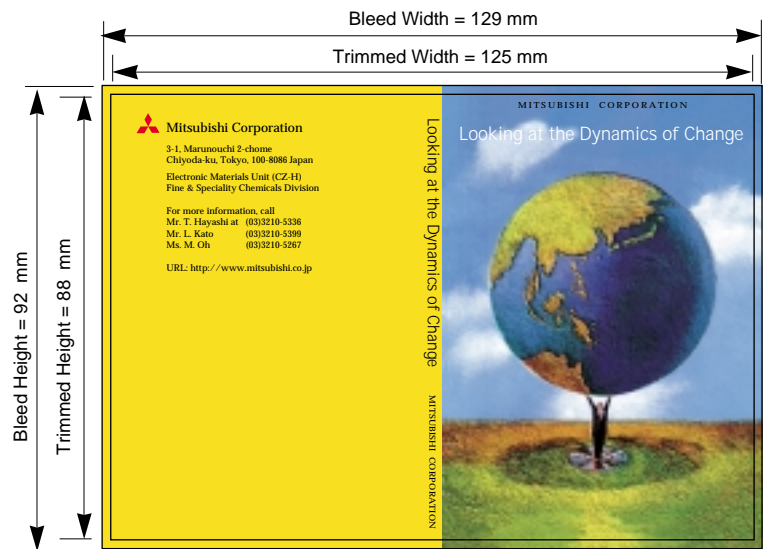 Bleed Width = 129 mm
Trimmed Width = 125 mm
Bleed Height = 92 mm
Trimmed Height = 88 mm
Mitsubishi Corporation
3-1, Marunouchi 2-chome
Chiyoda-ku, Tokyo, 100-8086 Japan
Electronic Materials Unit (CZ-H)
Fine & Speciality Chemicals Division
For more information, call
Mr. T. Hayashi at (03)3210-5336
Mr. L. Kato (03)3210-5399
Ms. M. Oh (03)3210-5267
URL: http://www.mitsubishi.co.jp
Looking at the Dynamics of Change
MITSUBISHI CORPORATION
MITSUBISHI CORPORATION
Looking at the Dynamics of Change